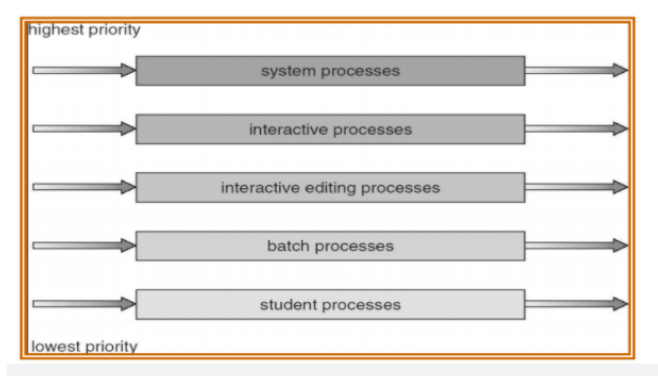 highest priority
system processes
interactive processes
interactive editing processes
batch processes
student processes
lowest priority